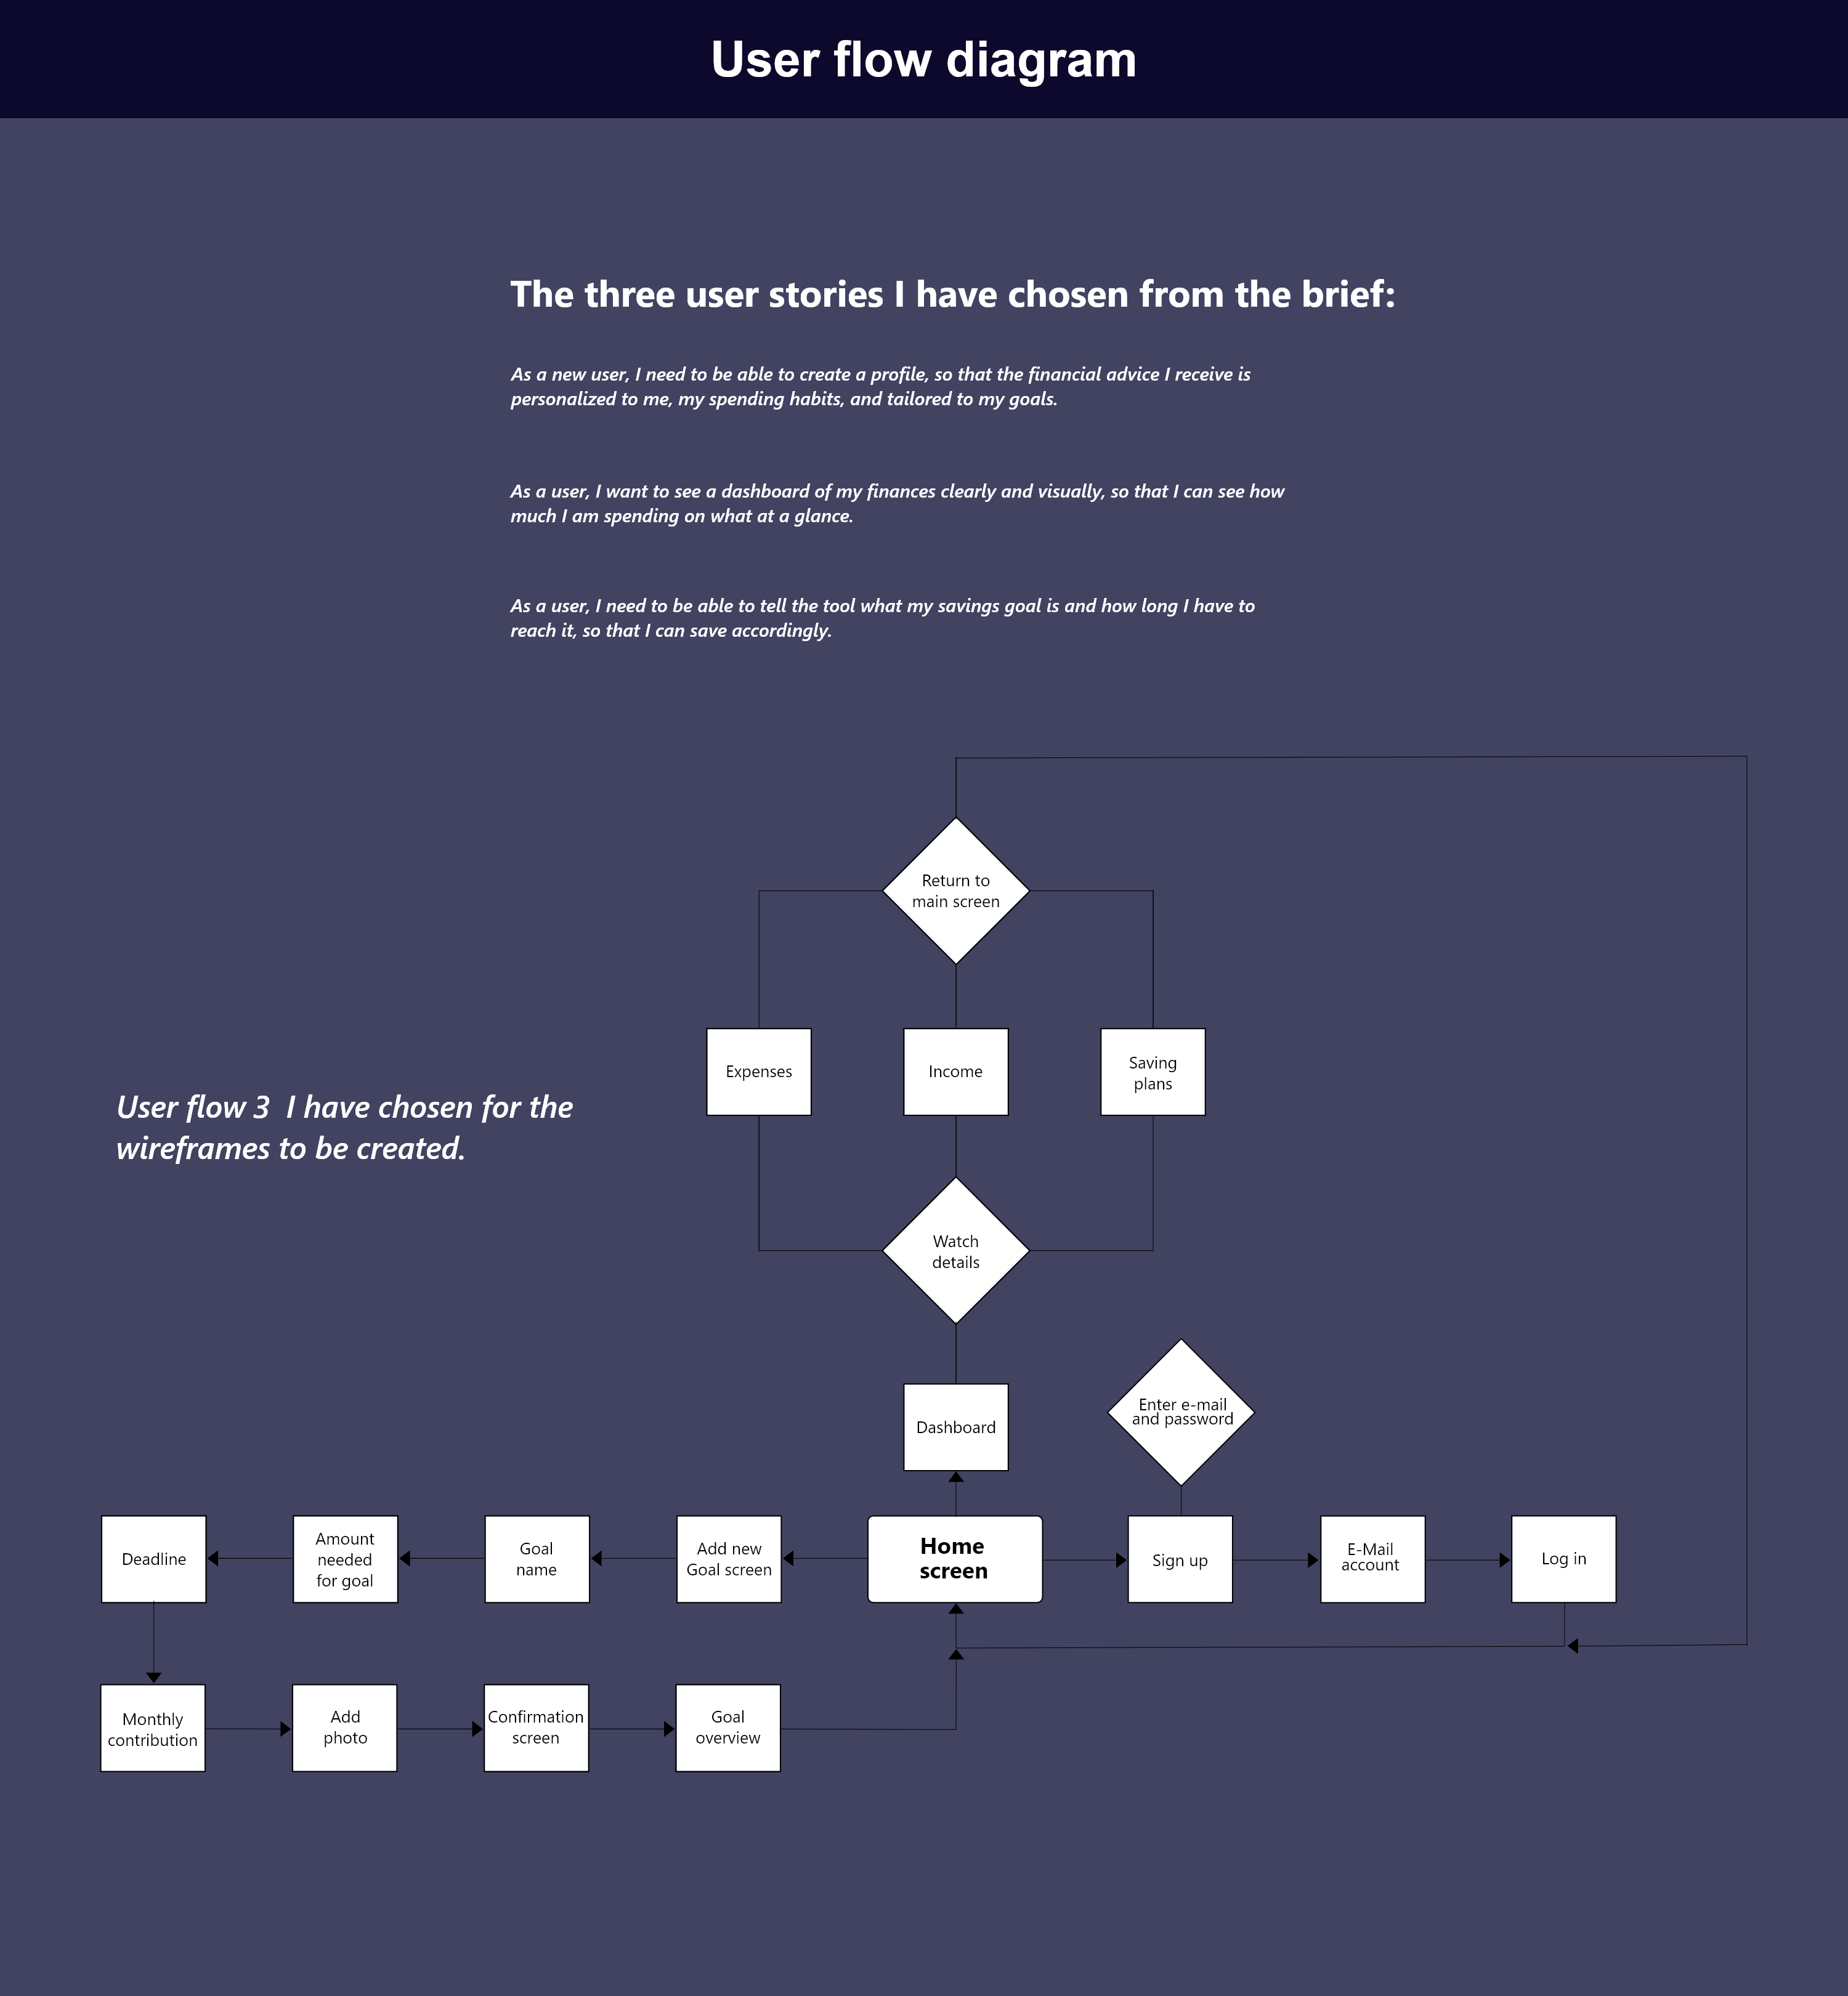 User flow diagram
The three user stories I have chosen from the brief:
As a new user, I need to be able to create a profile, so that the financial advice I receive is
personalized to me, my spending habits, and tailored to my goals.
As a user, I want to see a dashboard of my finances clearly and visually, so that I can see how
much I am spending on what at a glance.
As a user, I need to be able to tell the tool what my savings goal is and how long I have to
reach it, so that I can save accordingly.
Return to
main screen
Expenses
Income
Saving
plans
User flow 3  I have chosen for the
wireframes to be created.
Watch
details
Dashboard
Enter e-mail
and password
Deadline
Amount
needed
for goal
Goal
name
Add new
Goal screen
Home
screen
Sign up
E-Mail
account
Log in
Monthly
contribution
Add
photo
Confirmation
screen
Goal
overview